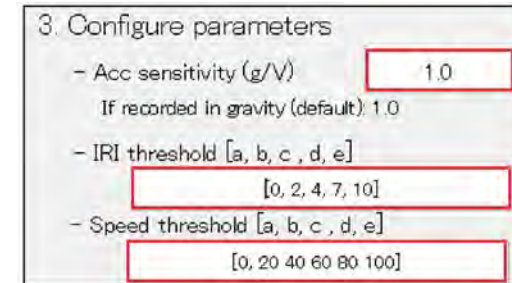 3. Configure parameters
- Acc sensitivity (g/V) 1.0
If recorded in gravity (default): 1.0
- IRI threshold [a, b, c , d, e]
[0, 2, 4, 7, 10]
- Speed threshold [a, b, c , d, e]
[0, 20 40 60 80 100]